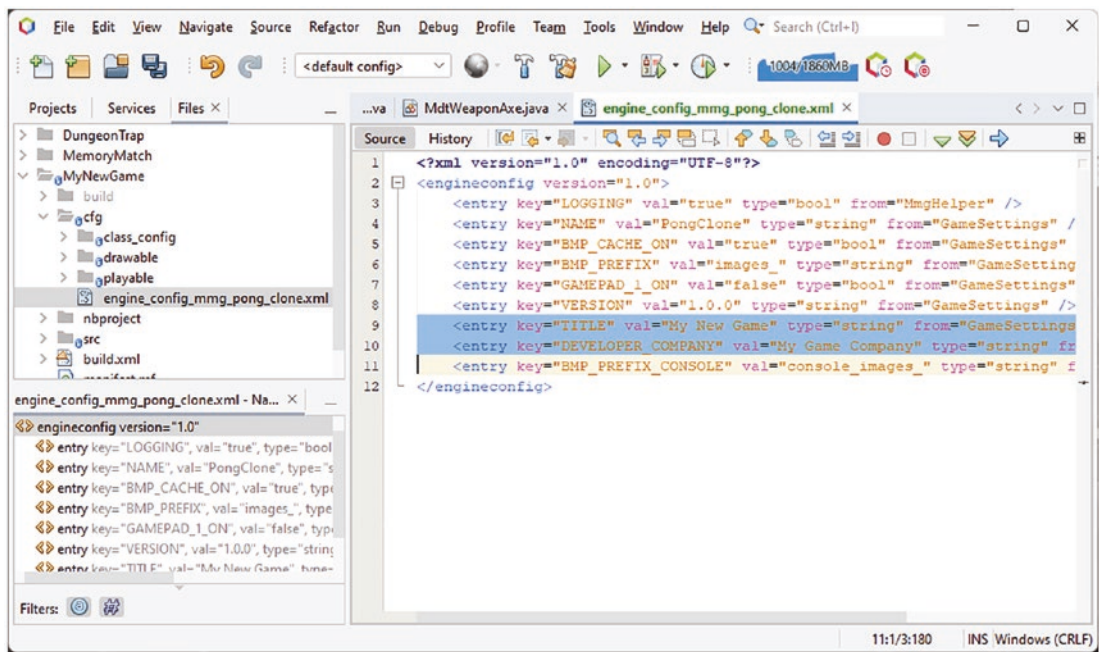 File Edit View Navigate Source Refactor Run Debug Profile Team Tools Window Help Search (Ctrl+I)
<default config> 1004/1860MB
Projects Services Files
DungeonTrap
MemoryMatch
MyNewGame
build
cfg
class_config
drawable
playable
engine_config_mmg_pong_clone.xml
nbproject
src
build.xml
engine_config_mmg_pong_clone.xml - Na...
engineconfig version="1.0"
entry key="LOGGING", val="true", type="bool
entry key="NAME", val="PongClone", type="s
entry key="BMP_CACHE_ON", val="true", type
entry key="BMP_PREFIX", val="images_", type
entry key="GAMEPAD_1_ON", val="false", type
entry key="VERSION", val="1.0.0", type="string
entry key="TITLE", val="My New Game", type=
Filters:
...va MdtWeaponAxe.java engine_config_mmg_pong_clone.xml
Source History
1 <?xml version="1.0" encoding="UTF-8"?>
2 <engineconfig version="1.0">
3 <entry key="LOGGING" val="true" type="bool" from="MmgHelper" />
4 <entry key="NAME" val="PongClone" type="string" from="GameSettings" /
5 <entry key="BMP_CACHE_ON" val="true" type="bool" from="GameSettings"
6 <entry key="BMP_PREFIX" val="images_" type="string" from="GameSetting
7 <entry key="GAMEPAD_1_ON" val="false" type="bool" from="GameSettings"
8 <entry key="VERSION" val="1.0.0" type="string" from="GameSettings" />
9 <entry key="TITLE" val="My New Game" type="string" from="GameSettings
10 <entry key="DEVELOPER_COMPANY" val="My Game Company" type="string" fr
11 <entry key="BMP_PREFIX_CONSOLE" val="console_images_" type="string" f
12 </engineconfig>
11:1/3:180 INS Windows (CRLF)